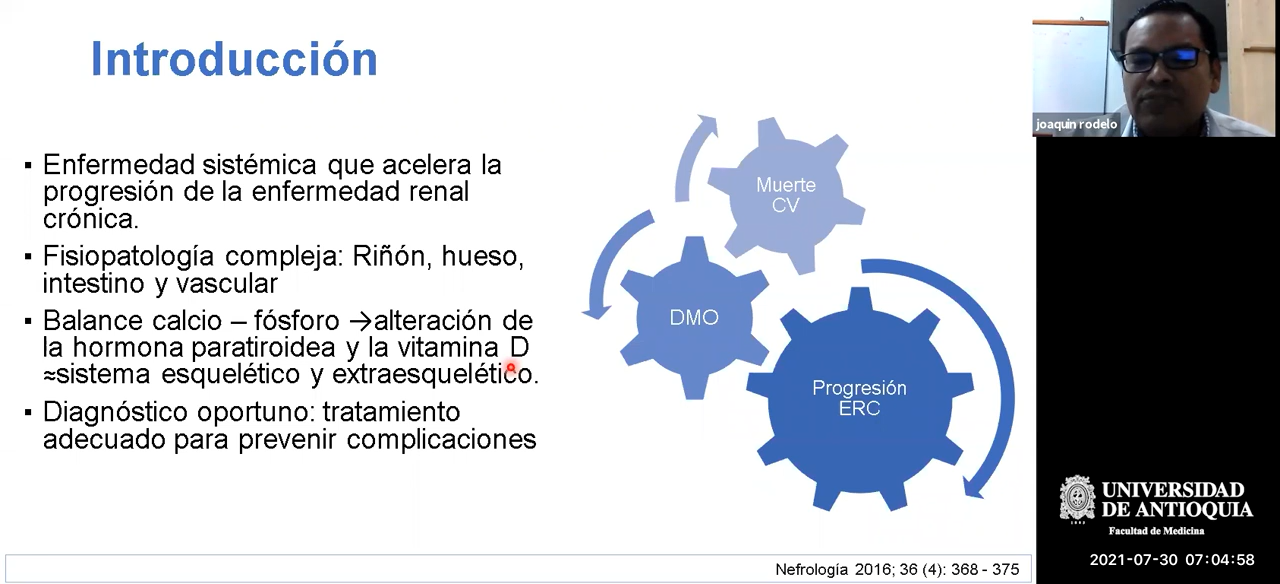 Introducción
▪ Enfermedad sistémica que acelera la
progresión de la enfermedad renal
crónica.
▪ Fisiopatología compleja: Riñón, hueso,
intestino y vascular
▪ Balance calcio – fósforo →alteración de
la hormona paratiroidea y la vitamina D
≈sistema esquelético y extraesquelético.
▪ Diagnóstico oportuno: tratamiento
adecuado para prevenir complicaciones
Muerte
CV
DMO
Progresión
ERC
Nefrología 2016; 36 (4): 368 - 375
joaquin rodelo
UNIVERSIDAD
DE ANTIOQUIA
1803
Facultad de Medicina
2021-07-30 07:04:58